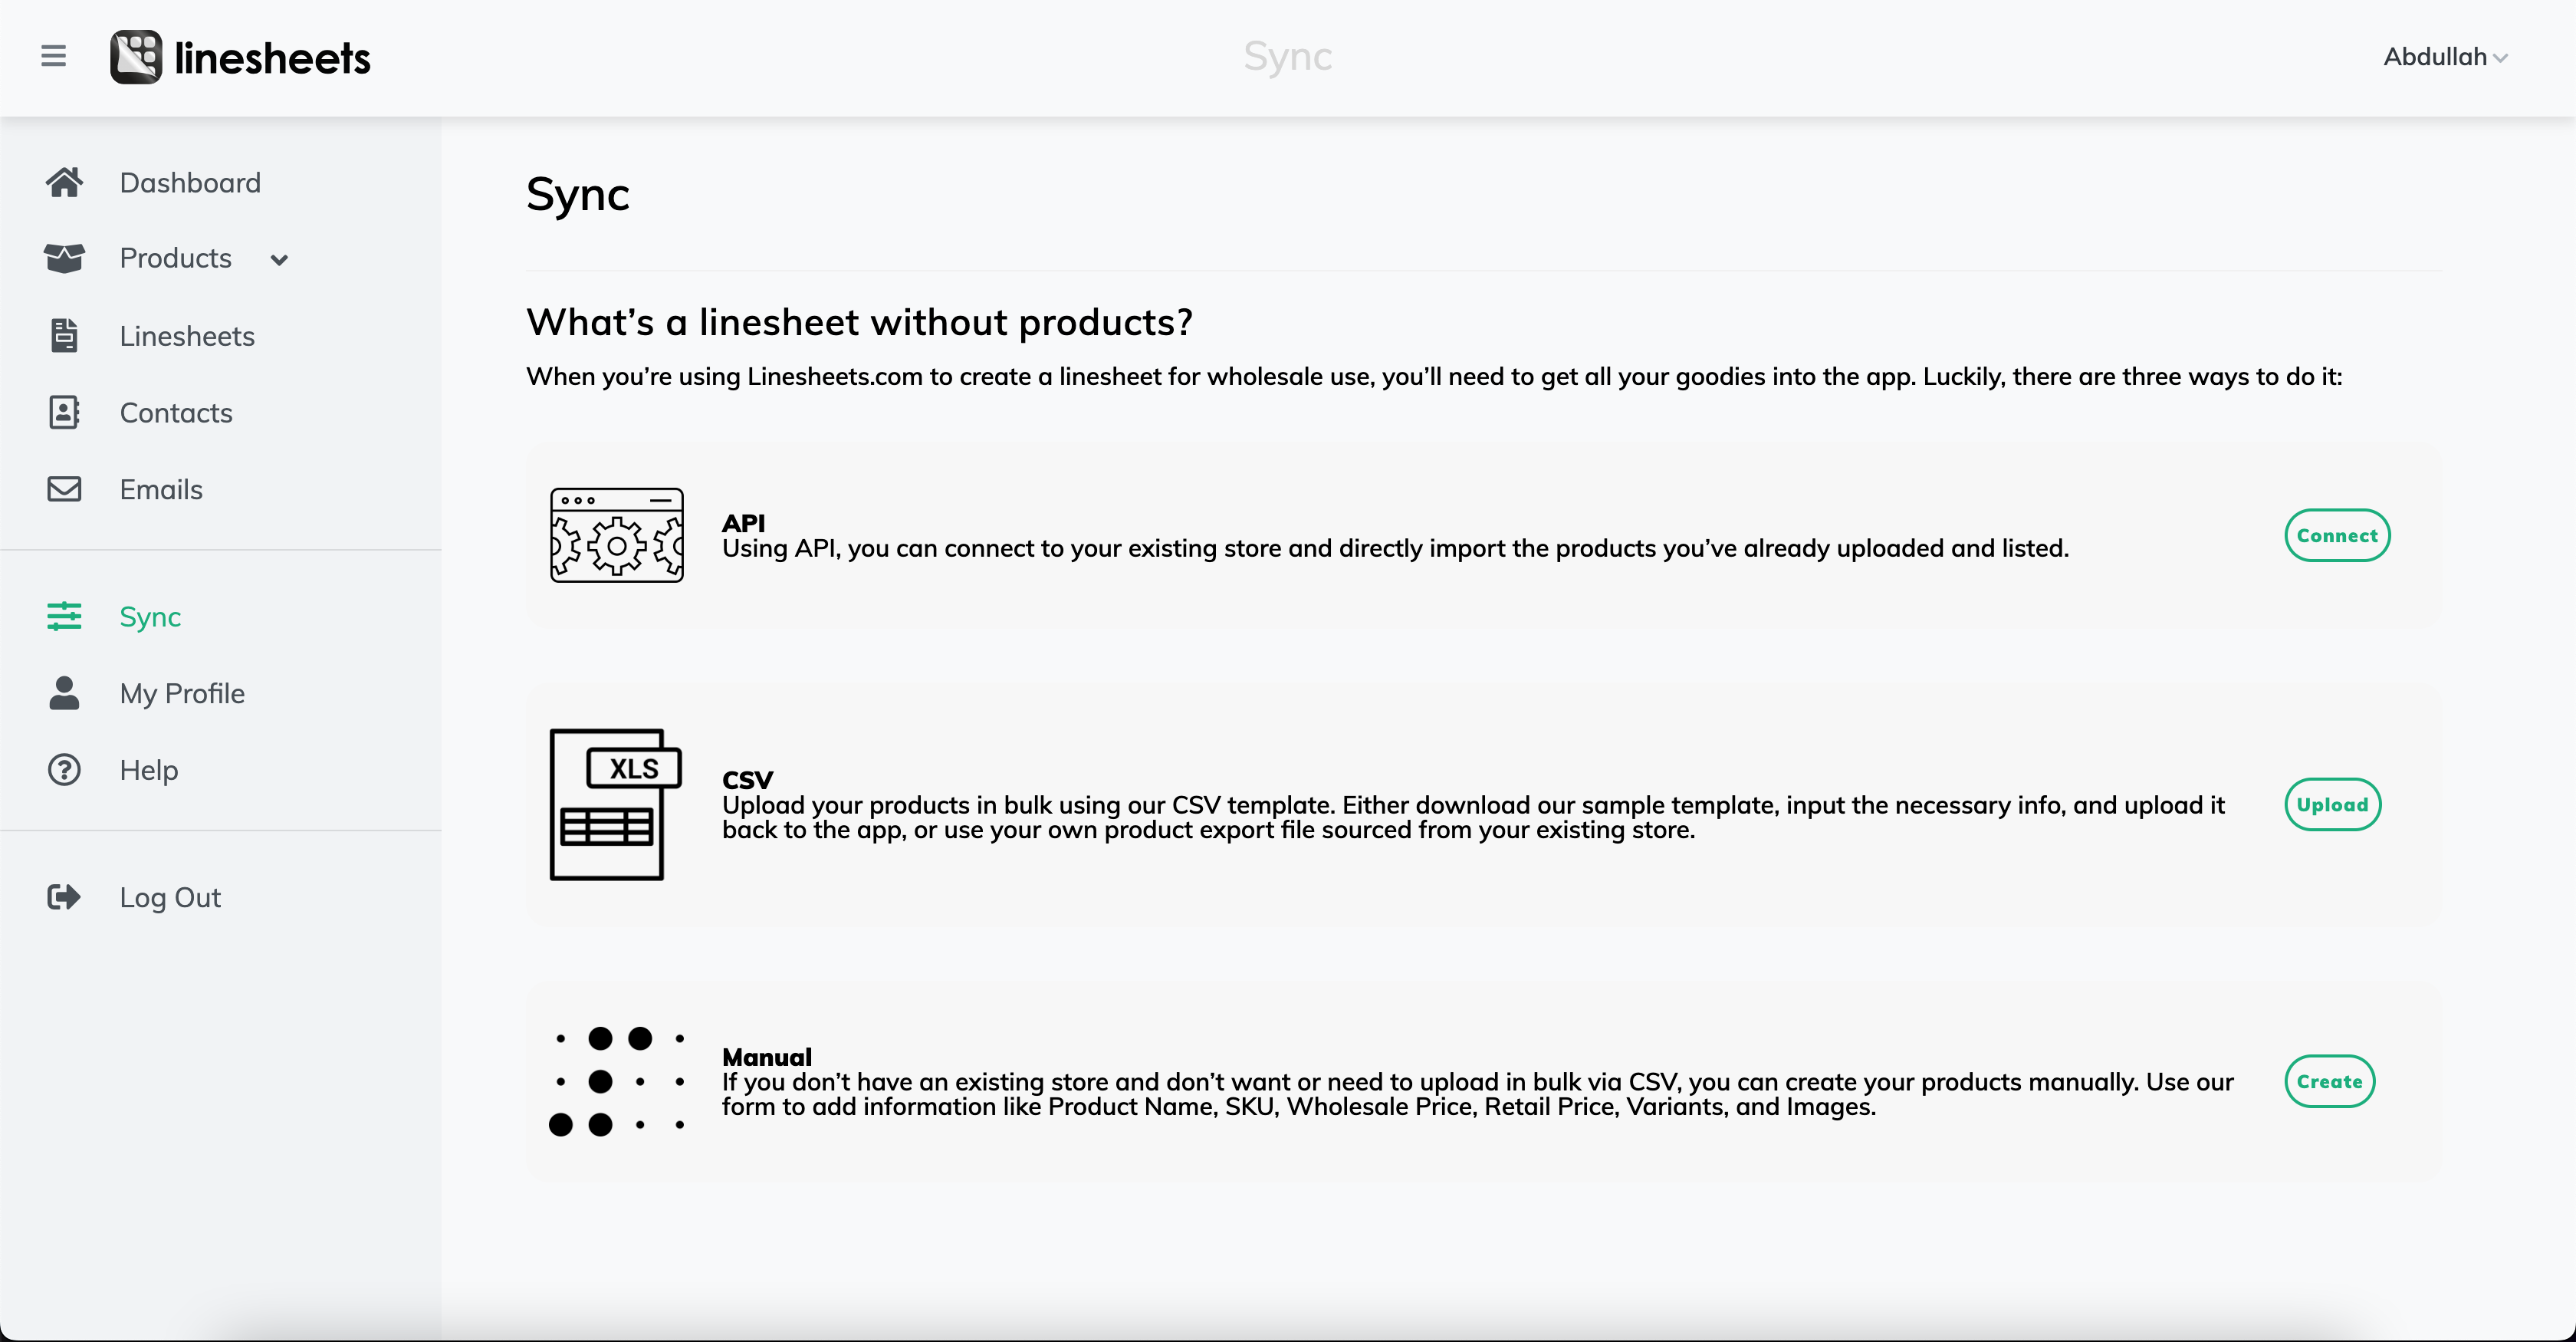 linesheets
Sync
Abdullah
Dashboard
Products
Linesheets
Contacts
Emails
Sync
My Profile
Help
Log Out
Sync
What’s a linesheet without products?
When you’re using Linesheets.com to create a linesheet for wholesale use, you’ll need to get all your goodies into the app. Luckily, there are three ways to do it:
API
Using API, you can connect to your existing store and directly import the products you’ve already uploaded and listed.
Connect
XLS
CSV
Upload your products in bulk using our CSV template. Either download our sample template, input the necessary info, and upload it
back to the app, or use your own product export file sourced from your existing store.
Upload
Manual
If you don’t have an existing store and don’t want or need to upload in bulk via CSV, you can create your products manually. Use our
form to add information like Product Name, SKU, Wholesale Price, Retail Price, Variants, and Images.
Create